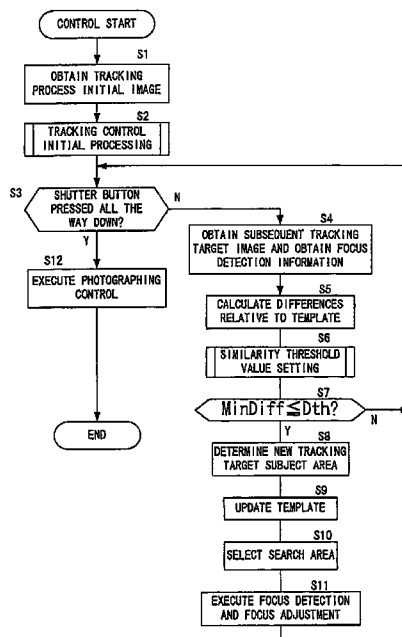 CONTROL START
S1
OBTAIN TRACKING
PROCESS INITIAL IMAGE
S2
TRACKING CONTROL
INITIAL PROCESSING
S3
SHUTTER BUTTON
PRESSED ALL THE
WAY DOWN?
N
Y
S12
EXECUTE PHOTOGRAPHING
CONTROL
END
S4
OBTAIN SUBSEQUENT TRACKING
TARGET IMAGE AND OBTAIN FOCUS
DETECTION INFORMATION
S5
CALCULATE DIFFERENCES
RELATIVE TO TEMPLATE
S6
SIMILARITY THRESHOLD
VALUE SETTING
S7
MinDiff≦Dth?
N
Y
S8
DETERMINE NEW TRACKING
TARGET SUBJECT AREA
S9
UPDATE TEMPLATE
S10
SELECT SEARCH AREA
S11
EXECUTE FOCUS DETECTION
AND FOCUS ADJUSTMENT